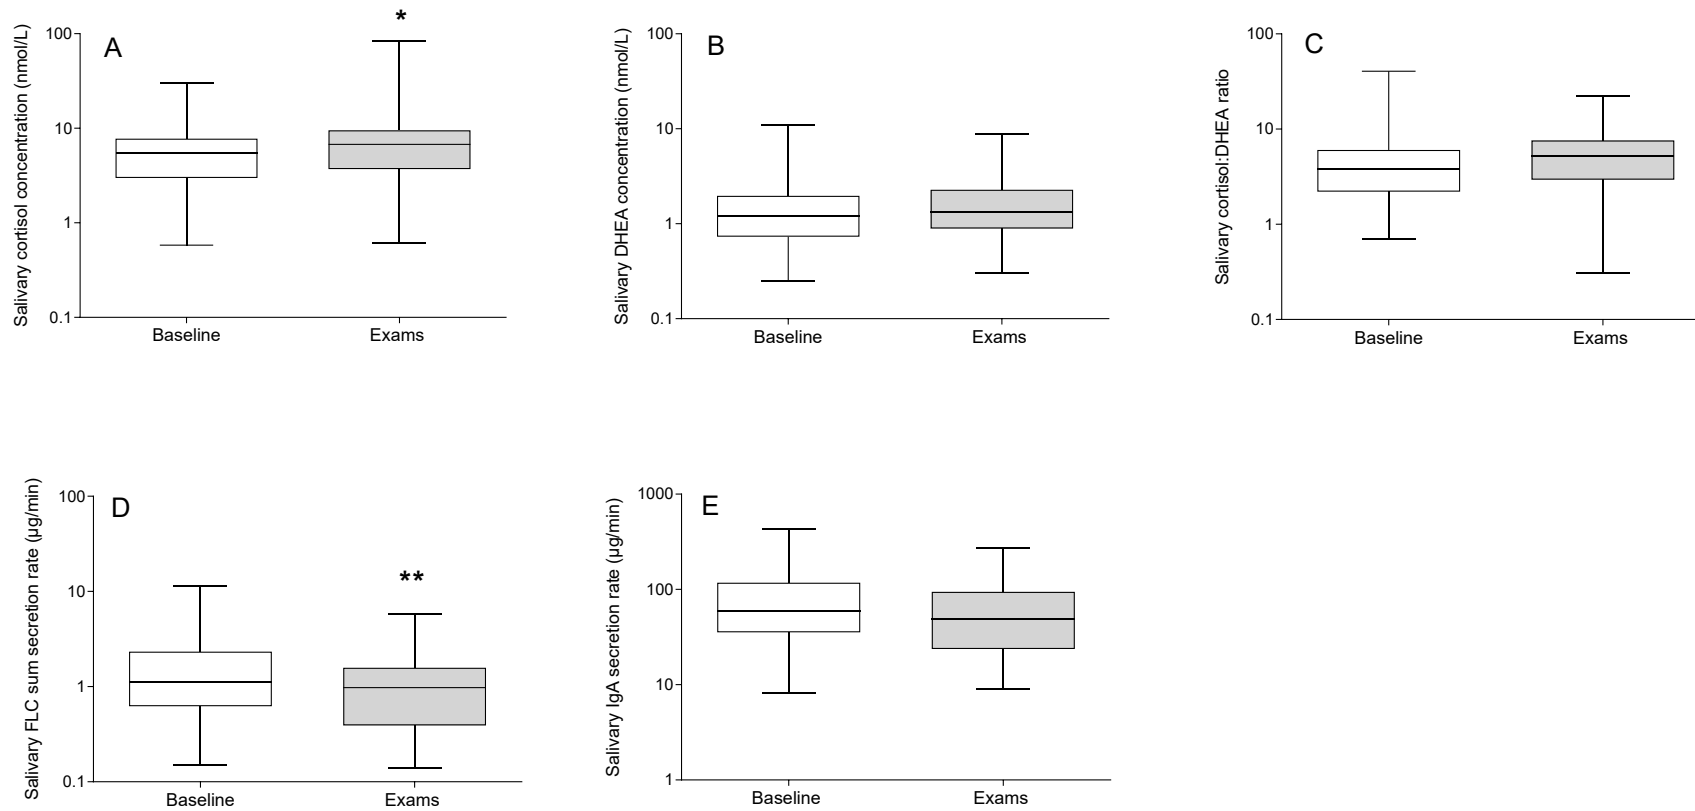 A
*
Salivary cortisol concentration (nmol/L)
100
10
1
0.1
Baseline
Exams
B
Salivary DHEA concentration (nmol/L)
100
10
1
0.1
Baseline
Exams
C
Salivary cortisol:DHEA ratio
100
10
1
0.1
Baseline
Exams
D
**
Salivary FLC sum secretion rate (µg/min)
100
10
1
0.1
Baseline
Exams
E
Salivary IgA secretion rate (µg/min)
1000
100
10
1
Baseline
Exams